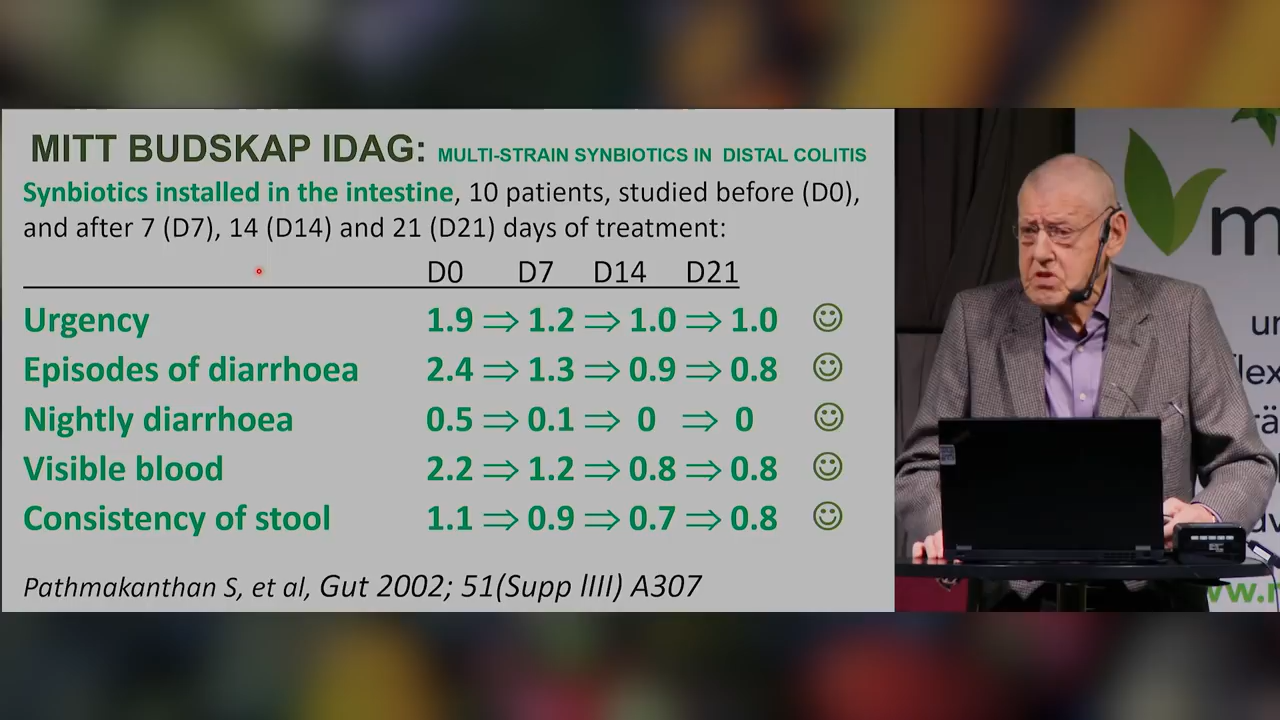 MITT BUDSKAP IDAG: MULTI-STRAIN SYNBIOTICS IN DISTAL COLITIS
Synbiotics installed in the intestine, 10 patients, studied before (D0),
and after 7 (D7), 14 (D14) and 21 (D21) days of treatment:
D0 D7 D14 D21
Urgency 1.9 ⇒ 1.2 ⇒ 1.0 ⇒ 1.0 ☺
Episodes of diarrhoea 2.4 ⇒ 1.3 ⇒ 0.9 ⇒ 0.8 ☺
Nightly diarrhoea 0.5 ⇒ 0.1 ⇒ 0 ⇒ 0 ☺
Visible blood 2.2 ⇒ 1.2 ⇒ 0.8 ⇒ 0.8 ☺
Consistency of stool 1.1 ⇒ 0.9 ⇒ 0.7 ⇒ 0.8 ☺
Pathmakanthan S, et al, Gut 2002; 51(Supp lIII) A307